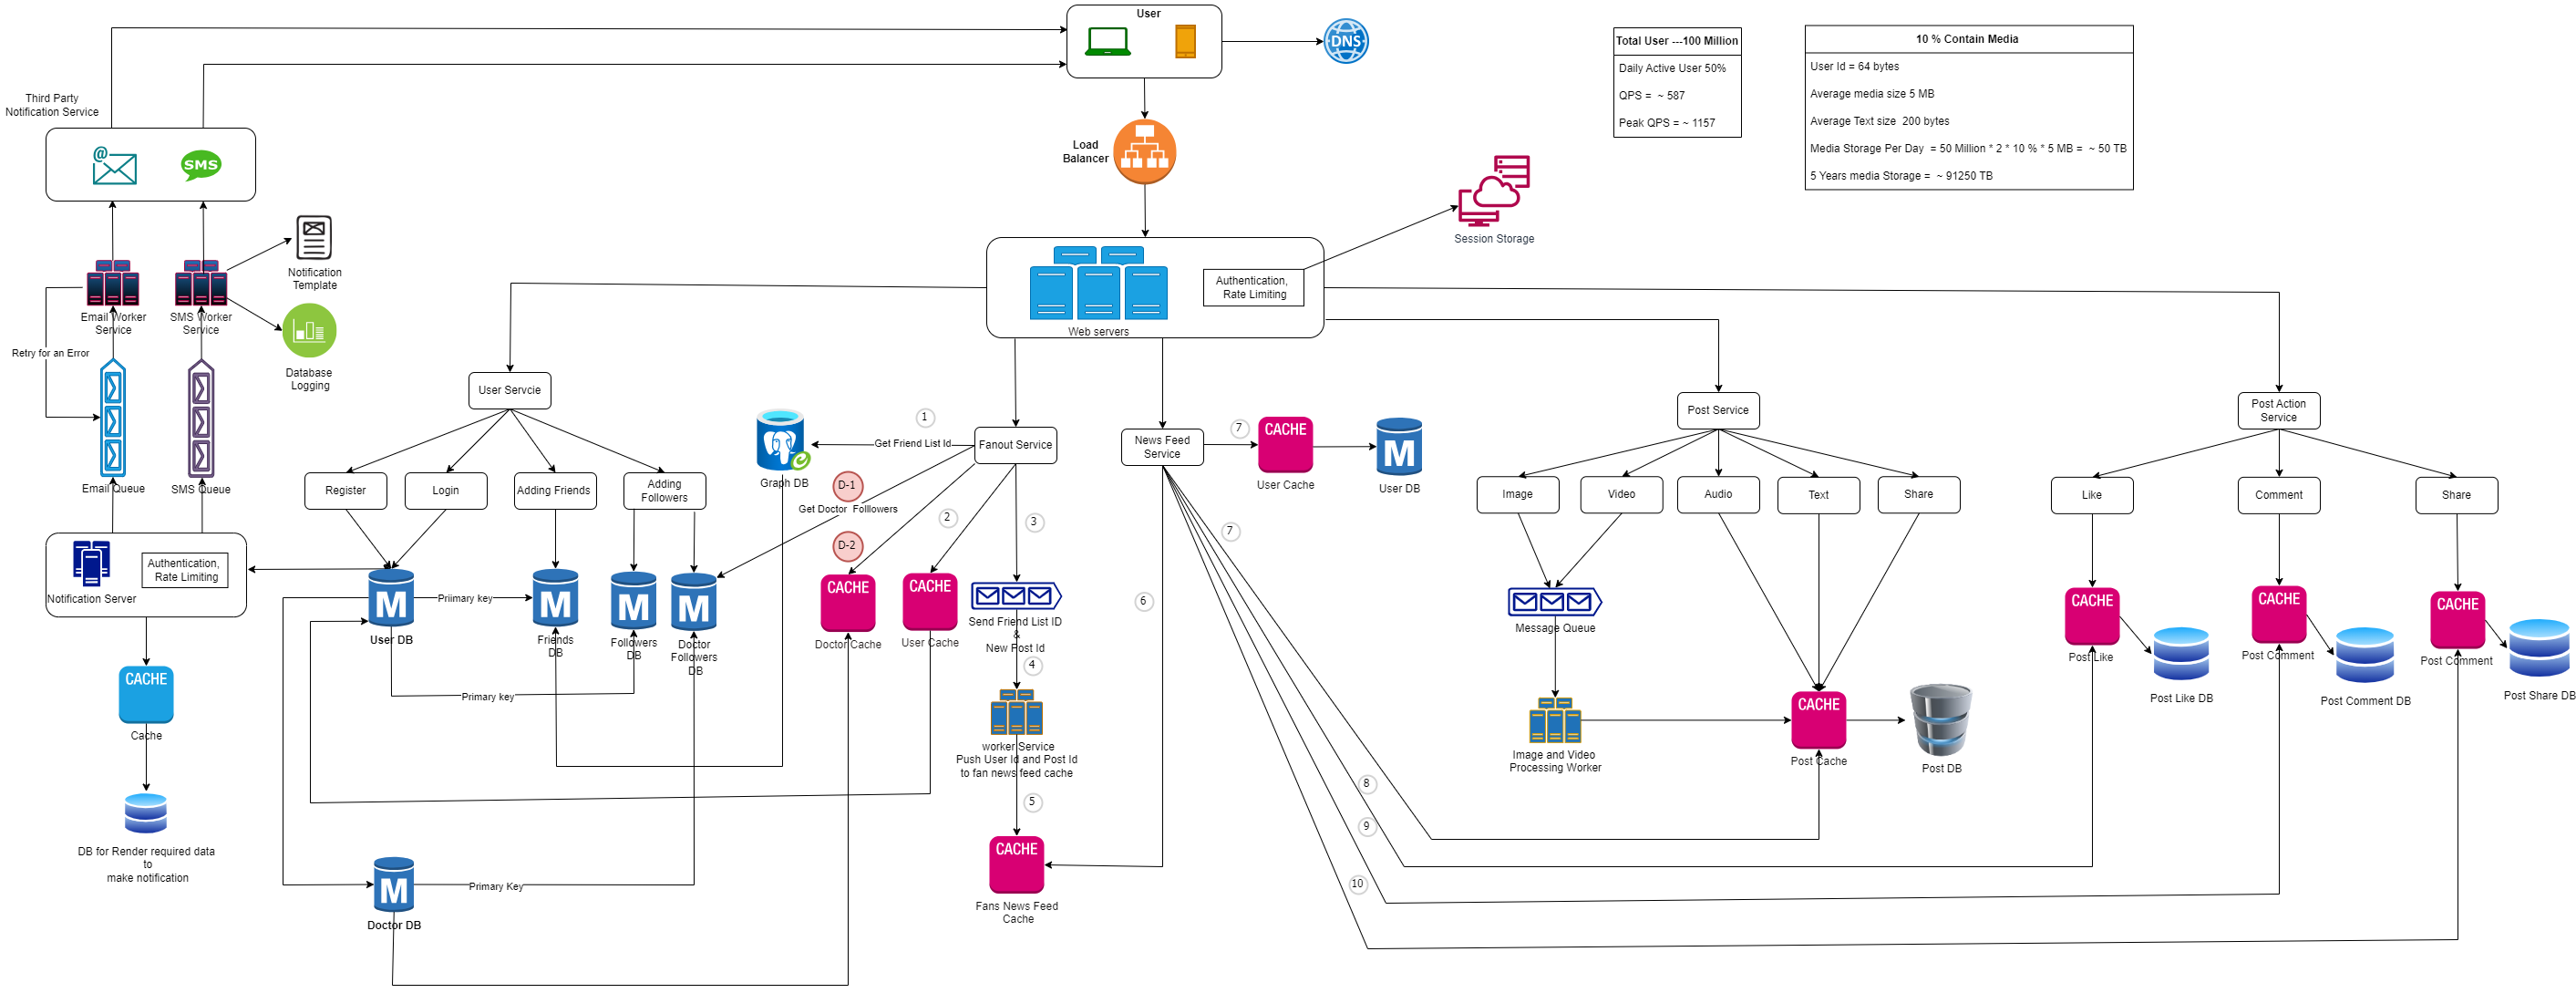 User
DNS
Total User ---100 Million
Daily Active User 50%
QPS = ~ 587
Peak QPS = ~ 1157
10 % Contain Media
User Id = 64 bytes
Average media size 5 MB
Average Text size 200 bytes
Media Storage Per Day = 50 Million * 2 * 10 % * 5 MB = ~ 50 TB
5 Years media Storage = ~ 91250 TB
Third Party
Notification Service
@
SMS
Load
Balancer
Session Storage
Notification
Template
Authentication,
Rate Limiting
Web servers
Email Worker
Service
SMS Worker
Service
Retry for an Error
Database
Logging
User Servcie
Post Service
Post Action
Service
1
Get Friend List Id
Fanout Service
News Feed
Service
7
CACHE
User Cache
M
User DB
Graph DB
Email Queue
SMS Queue
Register
Login
Adding Friends
Adding
Followers
D-1
Get Doctor Folllowers
2
3
7
Image
Video
Audio
Text
Share
Like
Comment
Share
D-2
Authentication,
Rate Limiting
Notification Server
M
User DB
Priimary key
M
Friends
DB
M
Followers
DB
M
Doctor
Followers
DB
CACHE
Doctor Cache
CACHE
User Cache
Send Friend List ID
&
New Post Id
6
Message Queue
CACHE
Post Like
Post Like DB
CACHE
Post Comment
Post Comment DB
CACHE
Post Comment
Post Share DB
4
CACHE
Cache
Primary key
worker Service
Push User Id and Post Id
to fan news feed cache
Image and Video
Processing Worker
CACHE
Post Cache
Post DB
5
8
9
10
DB for Render required data
to
make notification
M
Doctor DB
Primary Key
CACHE
Fans News Feed
Cache